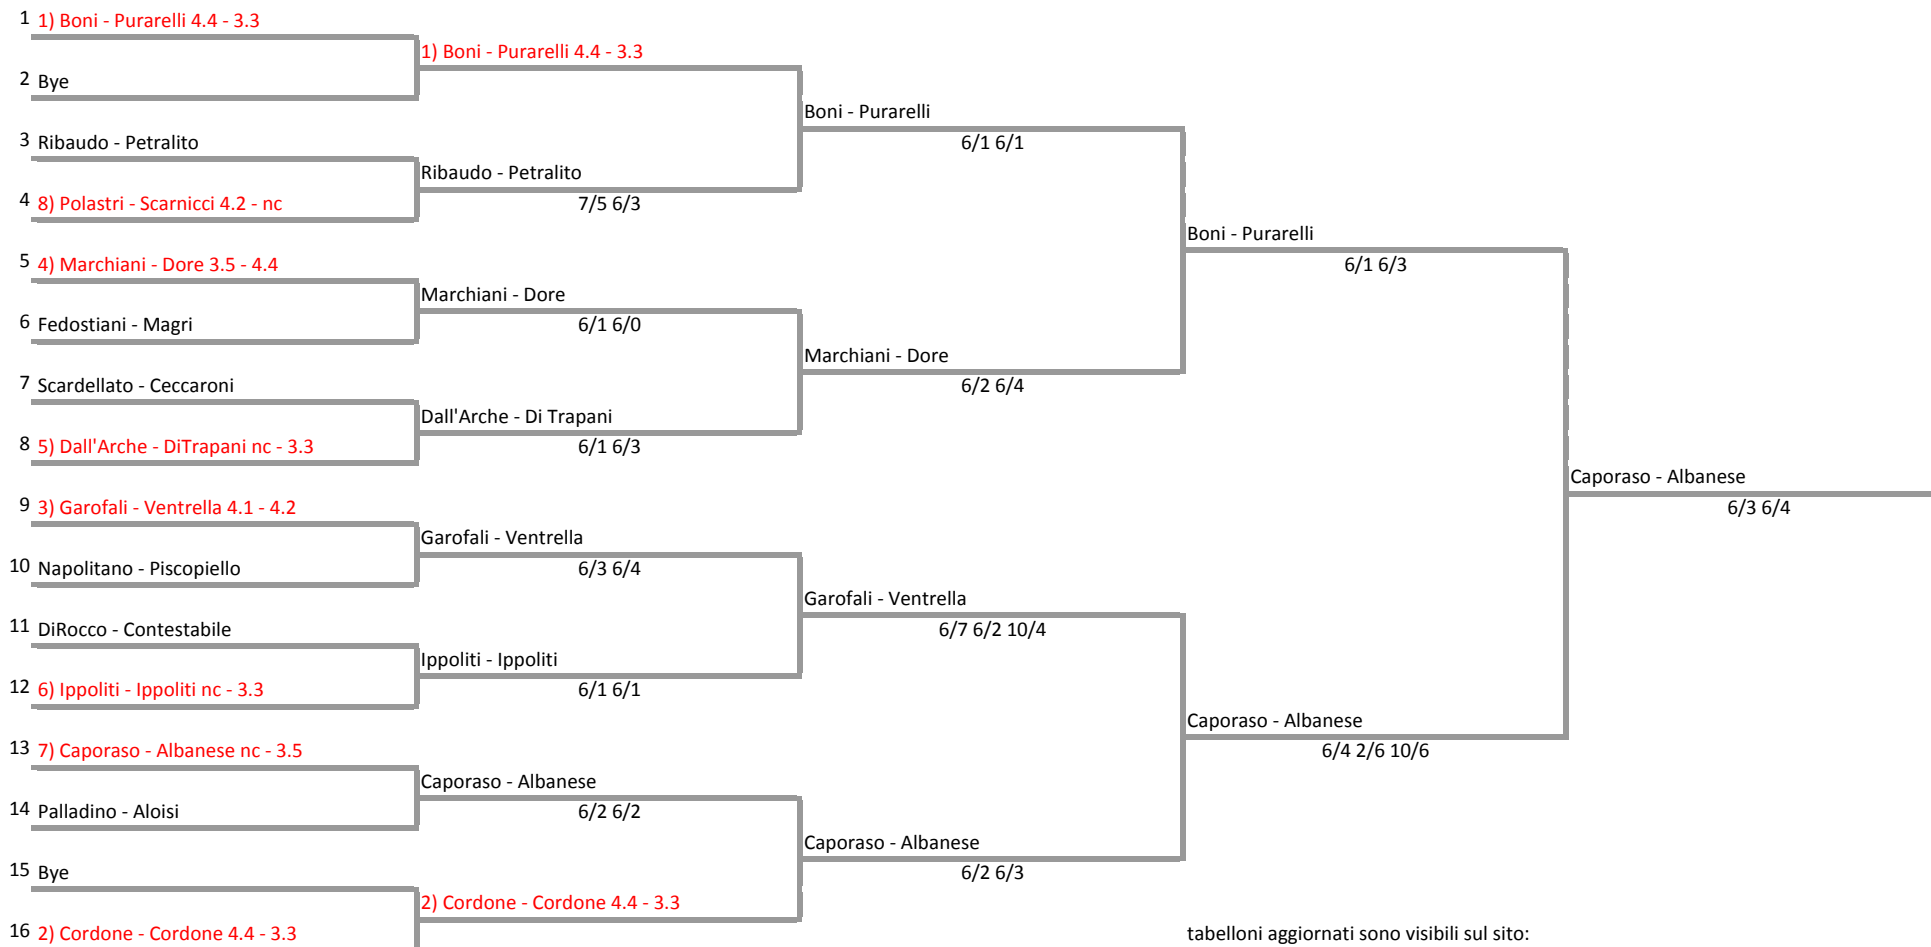 1 1) Boni - Purarelli 4.4 - 3.3
1) Boni - Purarelli 4.4 - 3.3
2 Bye
Boni - Purarelli
6/1 6/1
3 Ribaudo - Petralito
Ribaudo - Petralito
7/5 6/3
4 8) Polastri - Scarnicci 4.2 - nc
Boni - Purarelli
6/1 6/3
5 4) Marchiani - Dore 3.5 - 4.4
Marchiani - Dore
6/1 6/0
6 Fedostiani - Magri
Marchiani - Dore
6/2 6/4
7 Scardellato - Ceccaroni
Dall'Arche - Di Trapani
6/1 6/3
8 5) Dall'Arche - DiTrapani nc - 3.3
Caporaso - Albanese
6/3 6/4
9 3) Garofali - Ventrella 4.1 - 4.2
Garofali - Ventrella
6/3 6/4
10 Napolitano - Piscopiello
Garofali - Ventrella
6/7 6/2 10/4
11 DiRocco - Contestabile
Ippoliti - Ippoliti
6/1 6/1
12 6) Ippoliti - Ippoliti nc - 3.3
Caporaso - Albanese
6/4 2/6 10/6
13 7) Caporaso - Albanese nc - 3.5
Caporaso - Albanese
6/2 6/2
14 Palladino - Aloisi
Caporaso - Albanese
6/2 6/3
15 Bye
2) Cordone - Cordone 4.4 - 3.3
16 2) Cordone - Cordone 4.4 - 3.3
tabelloni aggiornati sono visibili sul sito: